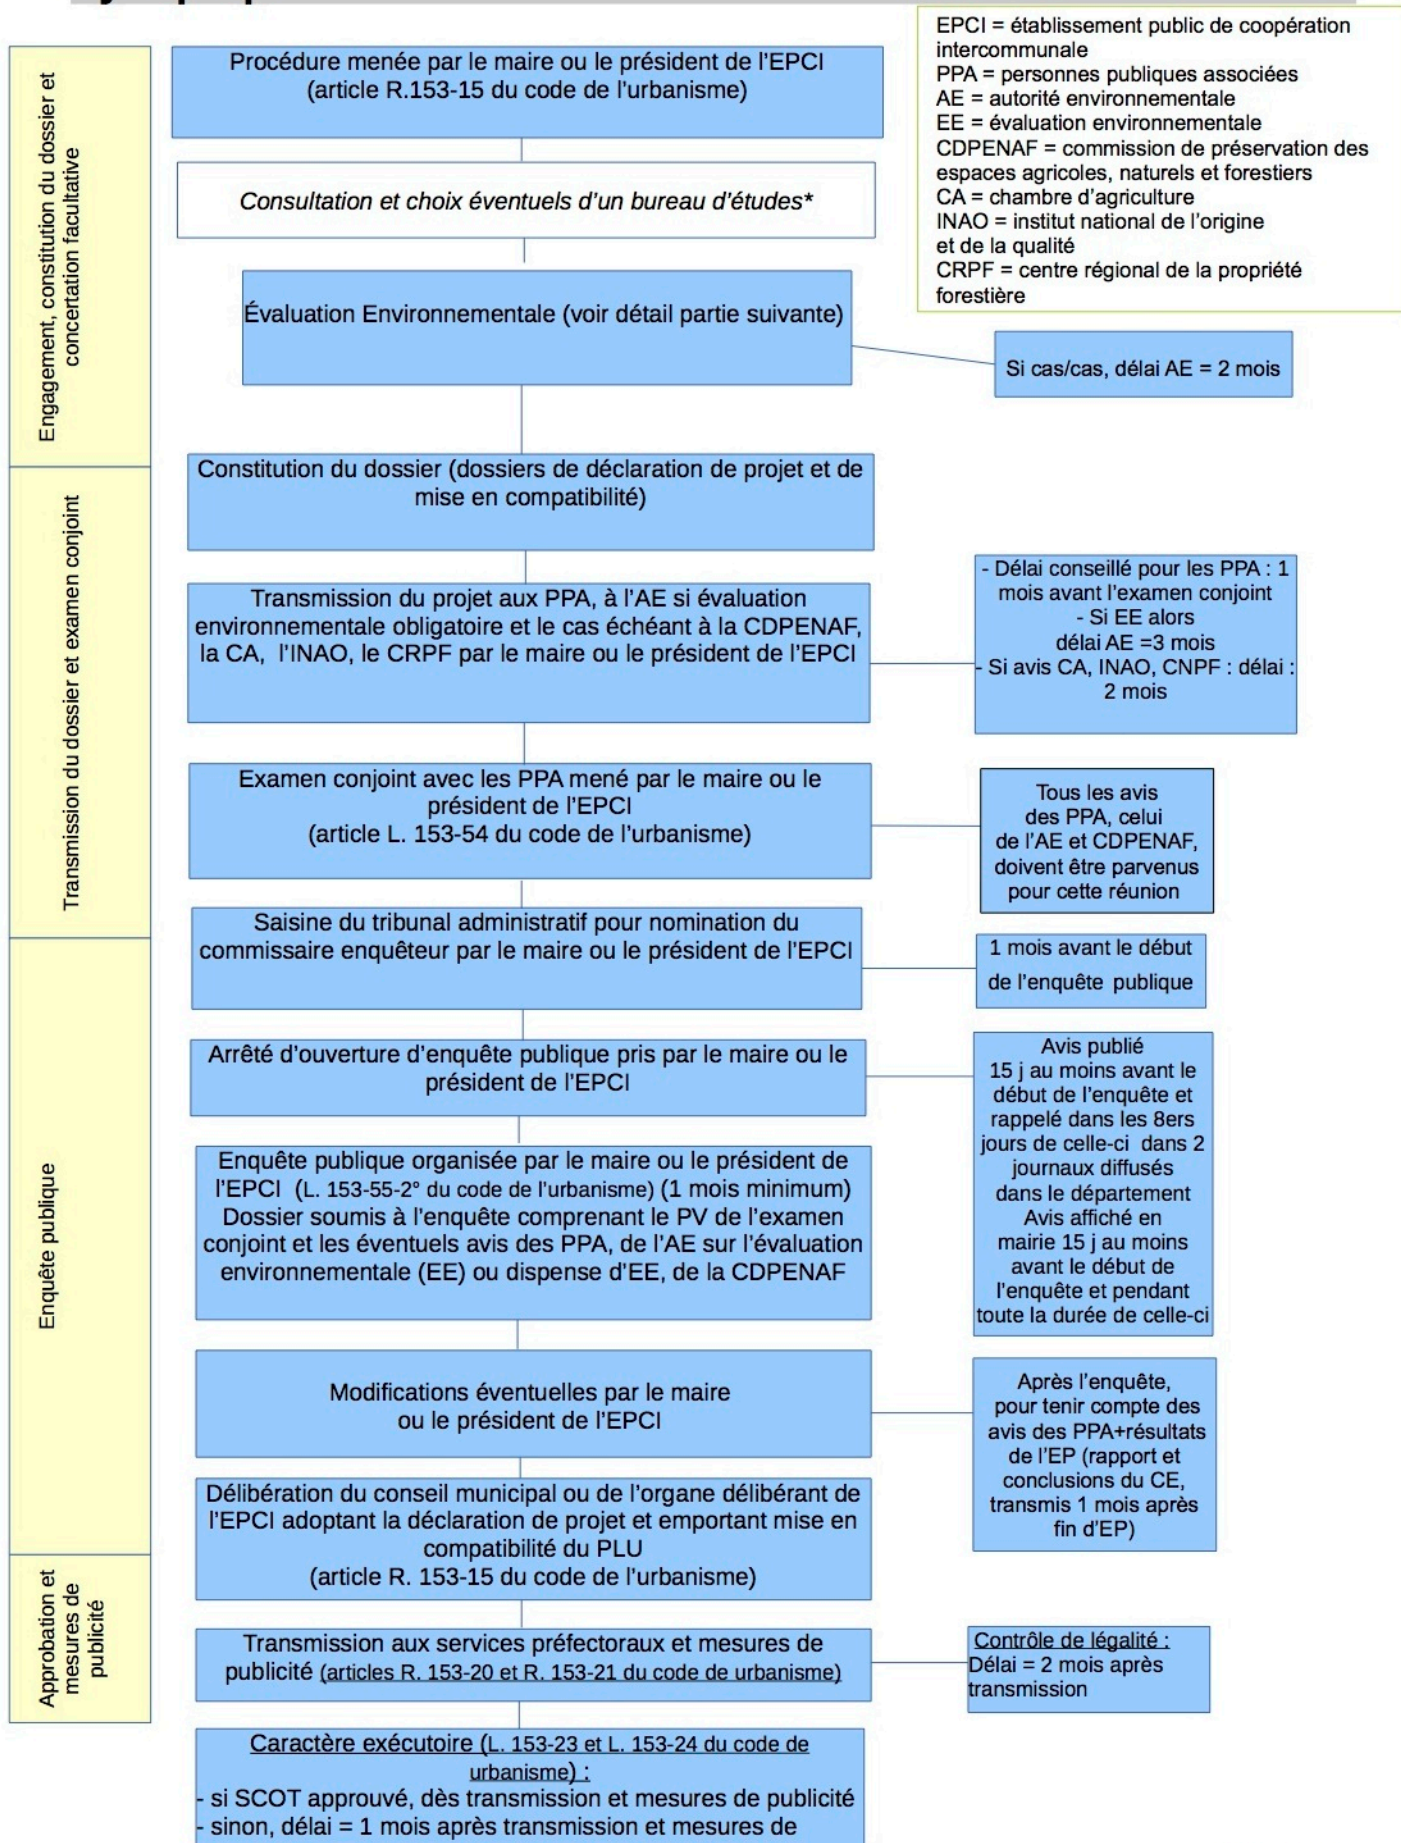 EPCI = établissement public de coopération
intercommunale
PPA = personnes publiques associées
AE = autorité environnementale
EE = évaluation environnementale
CDPENAF = commission de préservation des
espaces agricoles, naturels et forestiers
CA = chambre d'agriculture
INAO = institut national de l'origine
et de la qualité
CRPF = centre régional de la propriété
forestière
Engagement, constitution du dossier et
concertation facultative
Procédure menée par le maire ou le président de l'EPCI
(article R.153-15 du code de l'urbanisme)
Consultation et choix éventuels d'un bureau d'études*
Évaluation Environnementale (voir détail partie suivante)
Si cas/cas, délai AE = 2 mois
Transmission du dossier et examen conjoint
Constitution du dossier (dossiers de déclaration de projet et de
mise en compatibilité)
Transmission du projet aux PPA, à l'AE si évaluation
environnementale obligatoire et le cas échéant à la CDPENAF,
la CA, l'INAO, le CRPF par le maire ou le président de l'EPCI
- Délai conseillé pour les PPA : 1
mois avant l'examen conjoint
- Si EE alors
délai AE =3 mois
- Si avis CA, INAO, CNPF : délai :
2 mois
Examen conjoint avec les PPA mené par le maire ou le
président de l'EPCI
(article L. 153-54 du code de l'urbanisme)
Tous les avis
des PPA, celui
de l'AE et CDPENAF,
doivent être parvenus
pour cette réunion
Saisine du tribunal administratif pour nomination du
commissaire enquêteur par le maire ou le président de l'EPCI
1 mois avant le début
de l'enquête publique
Enquête publique
Arrêté d'ouverture d'enquête publique pris par le maire ou le
président de l'EPCI
Avis publié
15 j au moins avant le
début de l'enquête et
rappelé dans les 8ers
jours de celle-ci dans 2
journaux diffusés
dans le département
Avis affiché en
mairie 15 j au moins
avant le début de
l'enquête et pendant
toute la durée de celle-ci
Enquête publique organisée par le maire ou le président de
l'EPCI (L. 153-55-2° du code de l'urbanisme) (1 mois minimum)
Dossier soumis à l'enquête comprenant le PV de l'examen
conjoint et les éventuels avis des PPA, de l'AE sur l'évaluation
environnementale (EE) ou dispense d'EE, de la CDPENAF
Modifications éventuelles par le maire
ou le président de l'EPCI
Après l'enquête,
pour tenir compte des
avis des PPA+résultats
de l'EP (rapport et
conclusions du CE,
transmis 1 mois après
fin d'EP)
Délibération du conseil municipal ou de l'organe délibérant de
l'EPCI adoptant la déclaration de projet et emportant mise en
compatibilité du PLU
(article R. 153-15 du code de l'urbanisme)
Approbation et
mesures de
publicité
Transmission aux services préfectoraux et mesures de
publicité (articles R. 153-20 et R. 153-21 du code de urbanisme)
Contrôle de légalité :
Délai = 2 mois après
transmission
Caractère exécutoire (L. 153-23 et L. 153-24 du code de
urbanisme) :
- si SCOT approuvé, dès transmission et mesures de publicité
- sinon, délai = 1 mois après transmission et mesures de